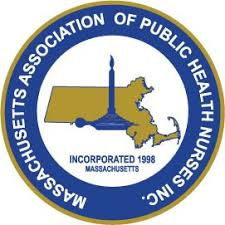 MASSACHUSETTS ASSOCIATION OF PUBLIC HEALTH NURSES INC.
INCORPORATED 1998
MASSACHUSETTS